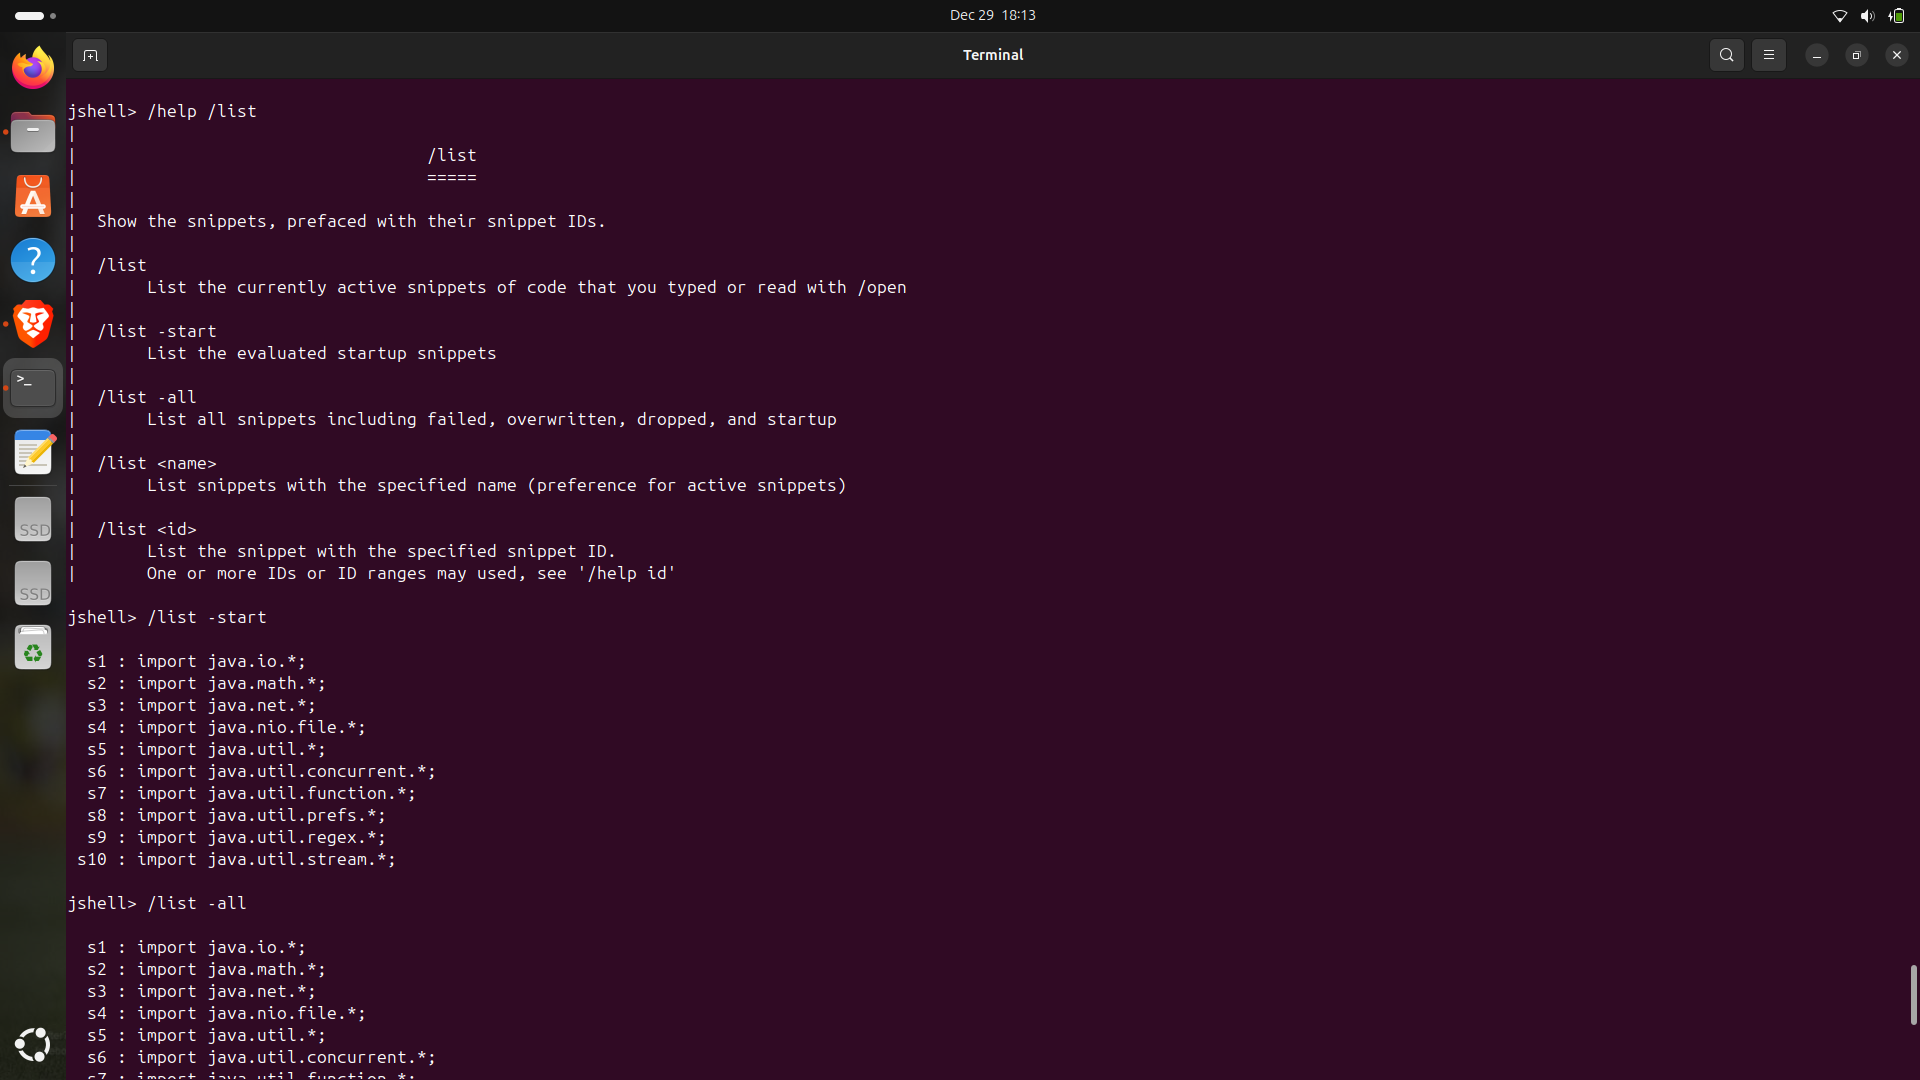 Dec 29 18:13
Terminal
jshell> /help /list
|
| /list
| =====
|
| Show the snippets, prefaced with their snippet IDs.
|
| /list
| List the currently active snippets of code that you typed or read with /open
|
| /list -start
| List the evaluated startup snippets
|
| /list -all
| List all snippets including failed, overwritten, dropped, and startup
|
| /list <name>
| List snippets with the specified name (preference for active snippets)
|
| /list <id>
| List the snippet with the specified snippet ID.
| One or more IDs or ID ranges may used, see '/help id'
jshell> /list -start
s1 : import java.io.*;
s2 : import java.math.*;
s3 : import java.net.*;
s4 : import java.nio.file.*;
s5 : import java.util.*;
s6 : import java.util.concurrent.*;
s7 : import java.util.function.*;
s8 : import java.util.prefs.*;
s9 : import java.util.regex.*;
s10 : import java.util.stream.*;
jshell> /list -all
s1 : import java.io.*;
s2 : import java.math.*;
s3 : import java.net.*;
s4 : import java.nio.file.*;
s5 : import java.util.*;
s6 : import java.util.concurrent.*;
s7 : import java.util.function.*;
>_
SSD
SSD